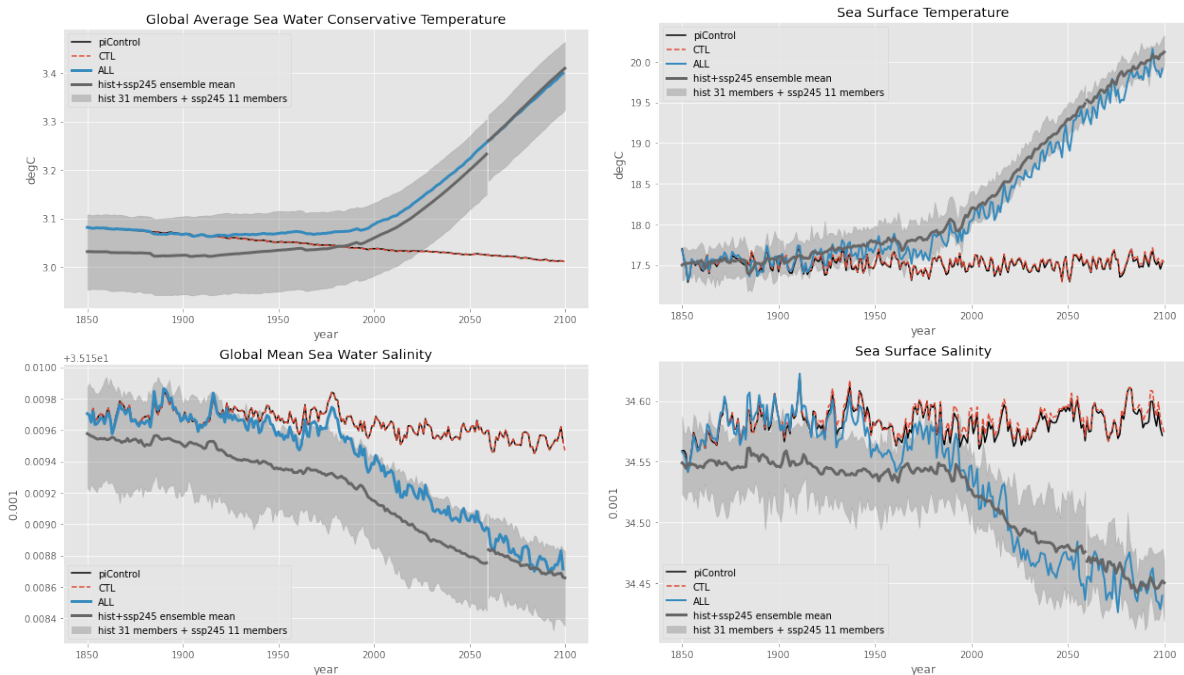 Global Average Sea Water Conservative Temperature
piControl
CTL
ALL
hist+ssp245 ensemble mean
hist 31 members + ssp245 11 members
3.4
3.3
3.2
3.1
3.0
degC
1850
1900
1950
2000
2050
2100
year
Sea Surface Temperature
piControl
CTL
ALL
hist+ssp245 ensemble mean
hist 31 members + ssp245 11 members
20.0
19.5
19.0
18.5
18.0
17.5
degC
1850
1900
1950
2000
2050
2100
year
Global Mean Sea Water Salinity
+3.515e1
0.0100
0.0098
0.0096
0.0094
0.0092
0.0090
0.0088
0.0086
0.0084
0.001
piControl
CTL
ALL
hist+ssp245 ensemble mean
hist 31 members + ssp245 11 members
1850
1900
1950
2000
2050
2100
year
Sea Surface Salinity
34.60
34.55
34.50
34.45
0.001
piControl
CTL
ALL
hist+ssp245 ensemble mean
hist 31 members + ssp245 11 members
1850
1900
1950
2000
2050
2100
year